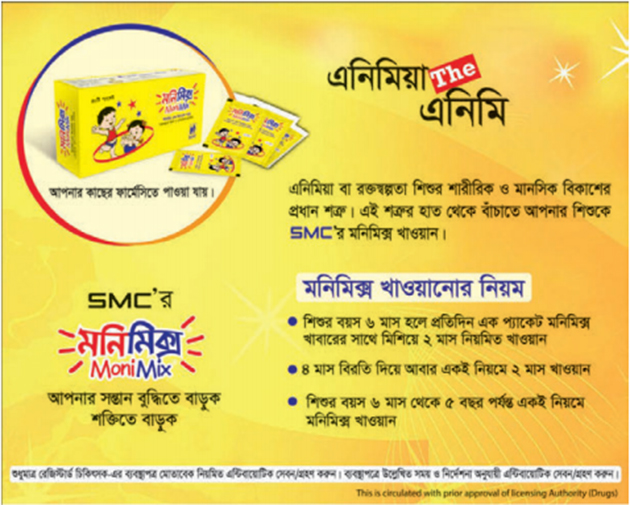 এনিমিয়া The
এনিমি
মনিমিক্স
MoniMix
আপনার কাছের ফার্মেসিতে পাওয়া যায়।
এনিমিয়া বা রক্তস্বল্পতা শিশুর শারীরিক ও মানসিক বিকাশের
প্রধান শত্রু। এই শত্রুর হাত থেকে বাঁচাতে আপনার শিশুকে
SMC'র মনিমিক্স খাওয়ান।
SMC'র
মনিমিক্স
MoniMix
আপনার সন্তান বুদ্ধিতে বাড়ুক
শক্তিতে বাড়ুক
মনিমিক্স খাওয়ানোর নিয়ম
শিশুর বয়স ৬ মাস হলে প্রতিদিন এক প্যাকেট মনিমিক্স
খাবারের সাথে মিশিয়ে ২ মাস নিয়মিত খাওয়ান
৪ মাস বিরতি দিয়ে আবার একই নিয়মে ২ মাস খাওয়ান
শিশুর বয়স ৬ মাস থেকে ৫ বছর পর্যন্ত একই নিয়মে
মনিমিক্স খাওয়ান
শুধুমাত্র রেজিস্টার্ড চিকিৎসক-এর ব্যবস্থাপত্র মোতাবেক নিয়মিত এন্টিবায়োটিক সেবন/গ্রহণ করুন। ব্যবস্থাপত্রে উল্লেখিত সময় ও নির্দেশনা অনুযায়ী এন্টিবায়োটিক সেবন/গ্রহণ করুন।
This is circulated with prior approval of licensing Authority (Drugs)